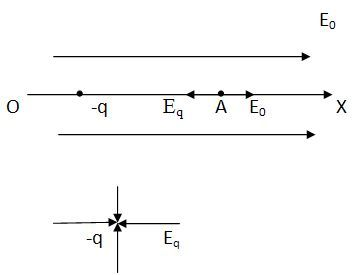 E₀
O -q Eq A E₀ X
-q Eq